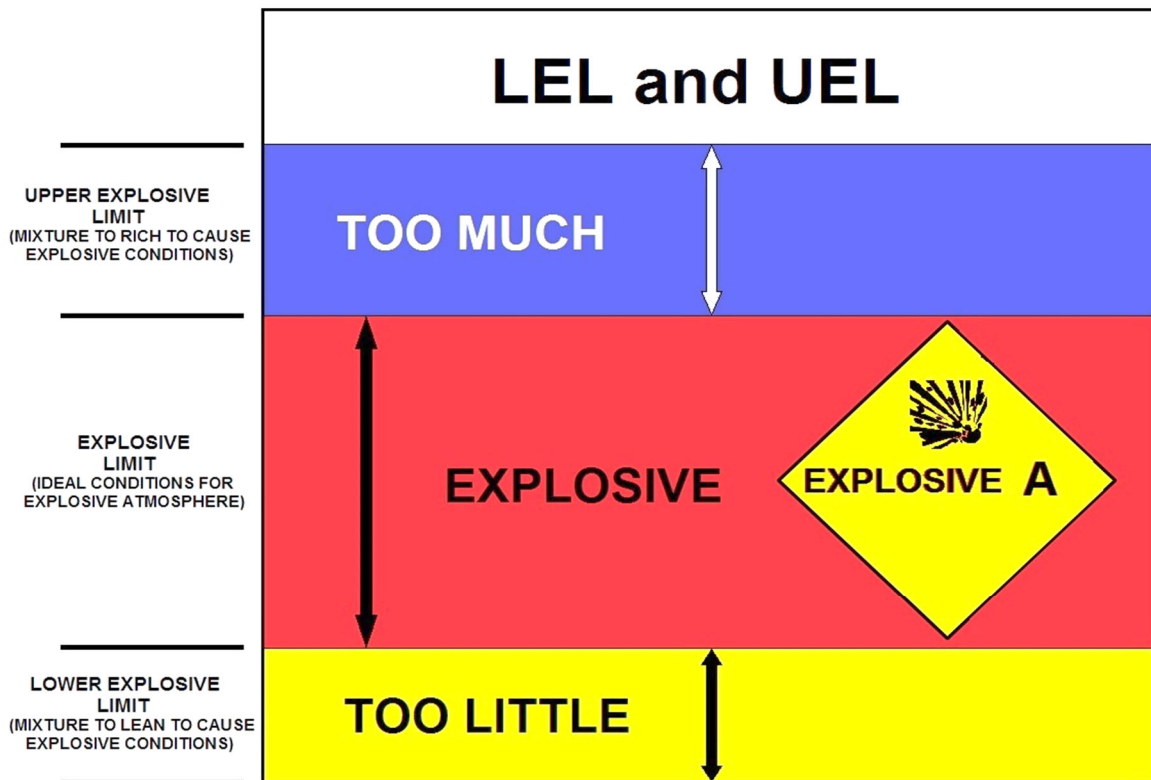 LEL and UEL
UPPER EXPLOSIVE
LIMIT
(MIXTURE TO RICH TO CAUSE
EXPLOSIVE CONDITIONS)
TOO MUCH
EXPLOSIVE
LIMIT
(IDEAL CONDITIONS FOR
EXPLOSIVE ATMOSPHERE)
EXPLOSIVE
EXPLOSIVE A
LOWER EXPLOSIVE
LIMIT
(MIXTURE TO LEAN TO CAUSE
EXPLOSIVE CONDITIONS)
TOO LITTLE